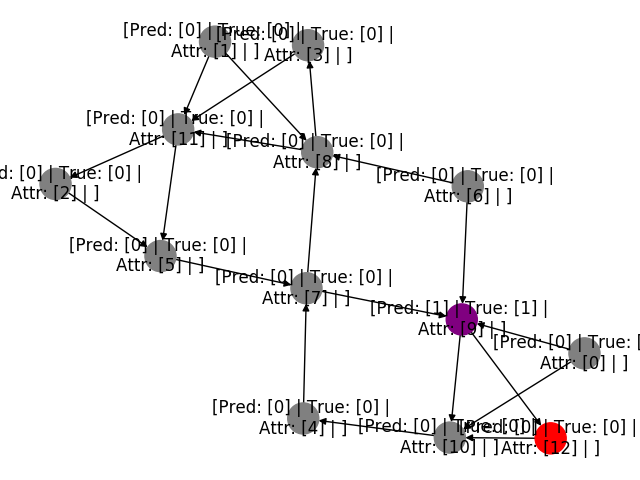 [Pred: [0] | True: [0] |
Attr: [1] | ]
[Pred: [0] | True: [0] |
Attr: [3] | ]
[Pred: [0] | True: [0] |
Attr: [11] | ]
[Pred: [0] | True: [0] |
Attr: [8] | ]
d: [0] | True: [0] |
Attr: [2] | ]
[Pred: [0] | True: [0] |
Attr: [6] | ]
[Pred: [0] | True: [0] |
Attr: [5] | ]
[Pred: [0] | True: [0] |
Attr: [7] | ]
[Pred: [1] | True: [1] |
Attr: [9] | ]
[Pred: [0] | True: [
Attr: [0] | ]
[Pred: [0] | True: [0] |
Attr: [4] | ]
[Pred: [0] | True: [0] |
Attr: [10] | ]
[Pred: [0] | True: [0] |
Attr: [12] | ]